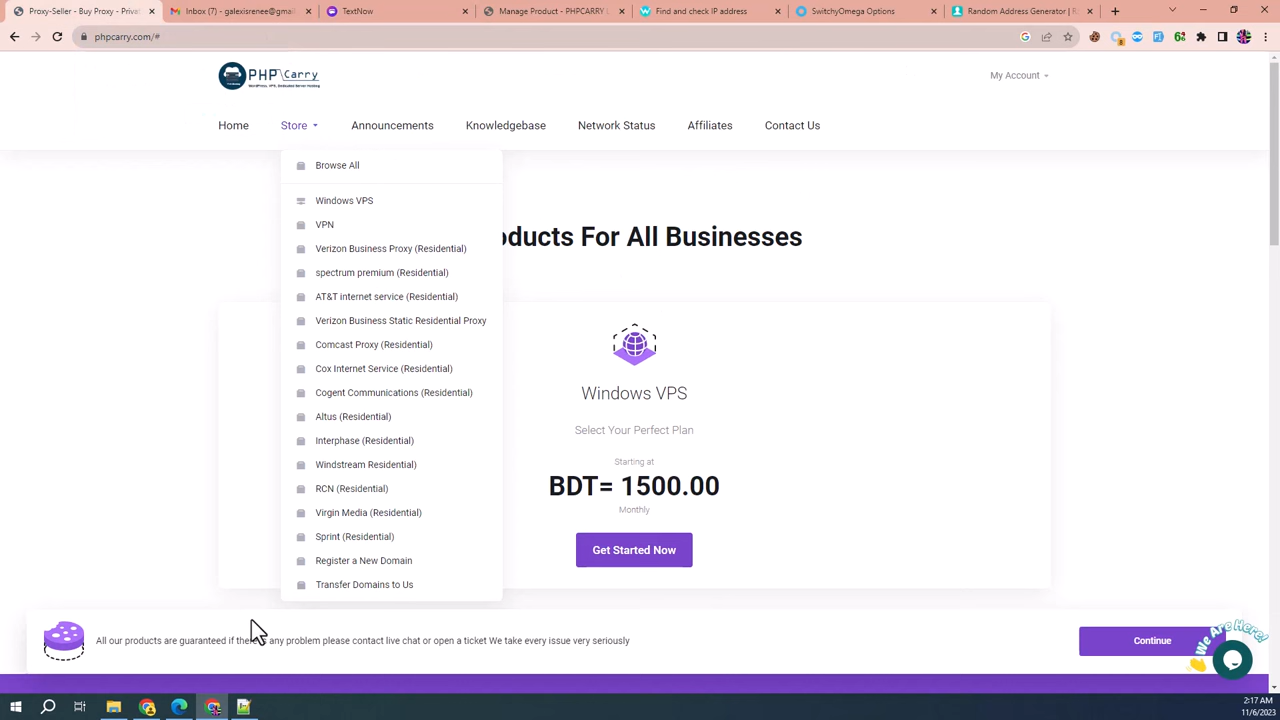 Proxy-Seller - Buy Proxy - Priva
Inbox (7) - galexisrenee@gmail.c
TextNow
Manage Product - PHPCARRY L
Find and check IP address
SwitchyOmega Options
Random Address Generator | R
phpcarry.com/#
PHP\Carry
WordPress, VPS, Dedicated Server Hosting
My Account
Home
Store
Announcements
Knowledgebase
Network Status
Affiliates
Contact Us
Browse All
Windows VPS
VPN
Verizon Business Proxy (Residential)
spectrum premium (Residential)
AT&T internet service (Residential)
Verizon Business Static Residential Proxy
Comcast Proxy (Residential)
Cox Internet Service (Residential)
Cogent Communications (Residential)
Altus (Residential)
Interphase (Residential)
Windstream Residential)
RCN (Residential)
Virgin Media (Residential)
Sprint (Residential)
Register a New Domain
Transfer Domains to Us
oducts For All Businesses
Windows VPS
Select Your Perfect Plan
Starting at
BDT= 1500.00
Monthly
Get Started Now
All our products are guaranteed if there is any problem please contact live chat or open a ticket We take every issue very seriously
Continue
We Are Here!
2:17 AM
11/6/2023